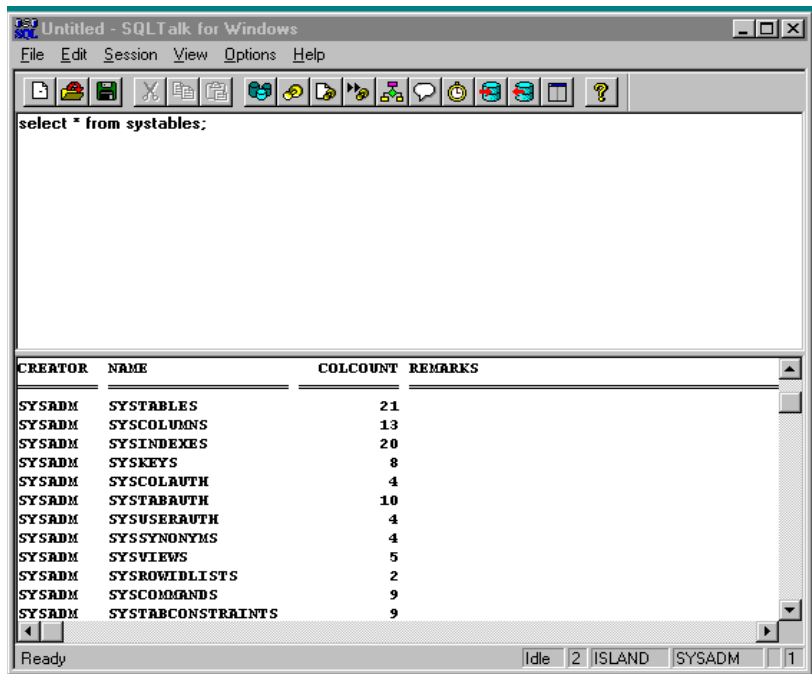 Untitled - SQLTalk for Windows
File Edit Session View Options Help
select * from systables;
CREATOR NAME COLCOUNT REMARKS
SYSADM SYSTABLES 21
SYSADM SYSCOLUMNS 13
SYSADM SYSINDEXES 20
SYSADM SYSKEYS 8
SYSADM SYSCOLAUTH 4
SYSADM SYSTABAUTH 10
SYSADM SYSUSERAUTH 4
SYSADM SYSSYNONYMS 4
SYSADM SYSVIEWS 5
SYSADM SYSROWIDLISTS 2
SYSADM SYSCOMMANDS 9
SYSADM SYSTABCONSTRAINTS 9
Ready Idle 2 ISLAND SYSADM 1